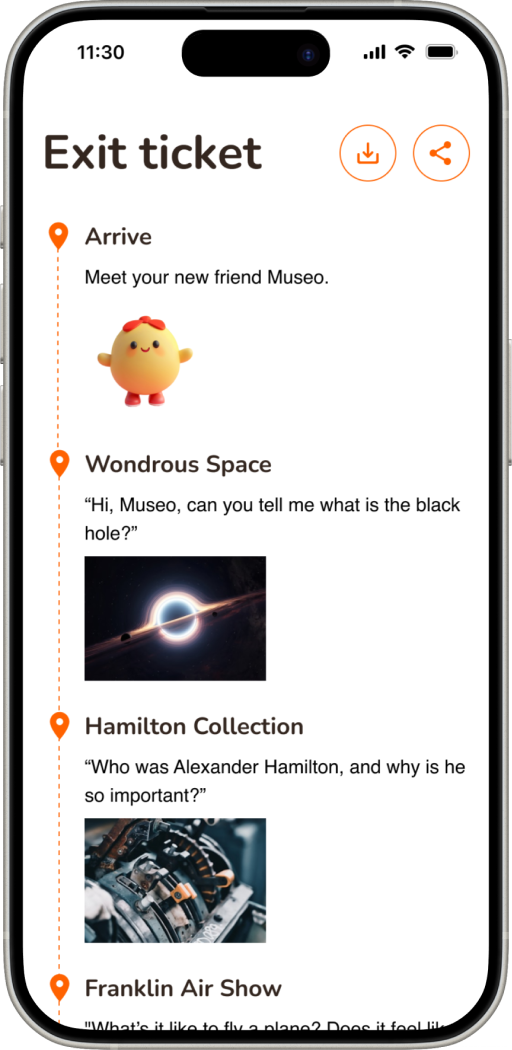 11:30
Exit ticket
Arrive
Meet your new friend Museo.
Wondrous Space
“Hi, Museo, can you tell me what is the black
hole?”
Hamilton Collection
“Who was Alexander Hamilton, and why is he
so important?”
Franklin Air Show
"What’s it like to fly a plane? Does it feel